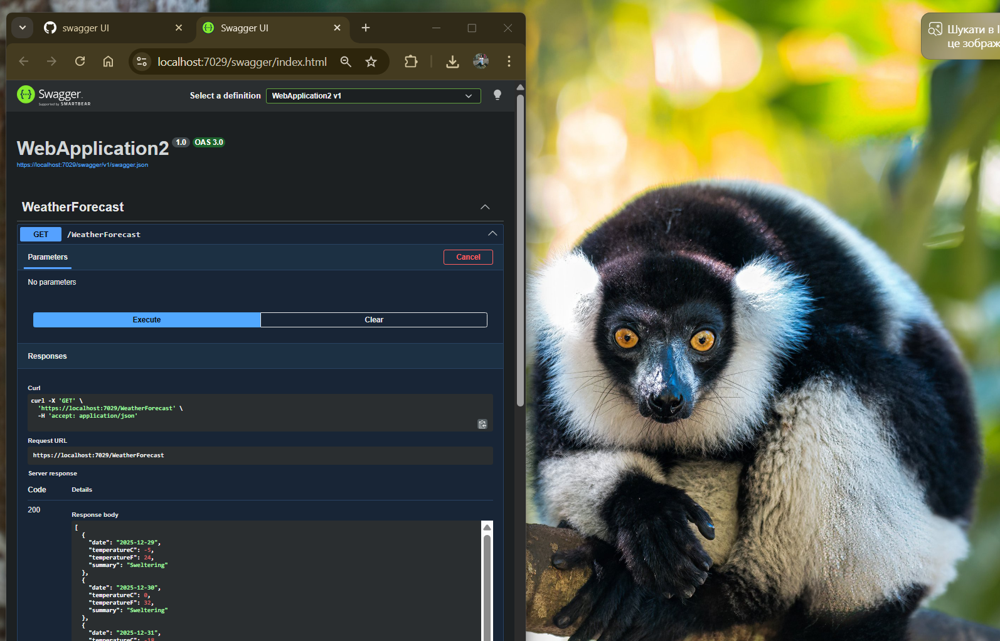 swagger UI
Swagger UI
localhost:7029/swagger/index.html
Swagger
Supported by SMARTBEAR
Select a definition
WebApplication2 v1
WebApplication2 1.0 OAS 3.0
https://localhost:7029/swagger/v1/swagger.json
WeatherForecast
GET /WeatherForecast
Parameters
Cancel
No parameters
Execute
Clear
Responses
Curl
curl -X 'GET' \
'https://localhost:7029/WeatherForecast' \
-H 'accept: application/json'
Request URL
https://localhost:7029/WeatherForecast
Server response
Code Details
200
Response body
[
{
"date": "2025-12-29",
"temperatureC": -5,
"temperatureF": 24,
"summary": "Sweltering"
},
{
"date": "2025-12-30",
"temperatureC": 0,
"temperatureF": 32,
"summary": "Sweltering"
},
{
"date": "2025-12-31",
"temperatureC": -18,
Шукати в
це зображ